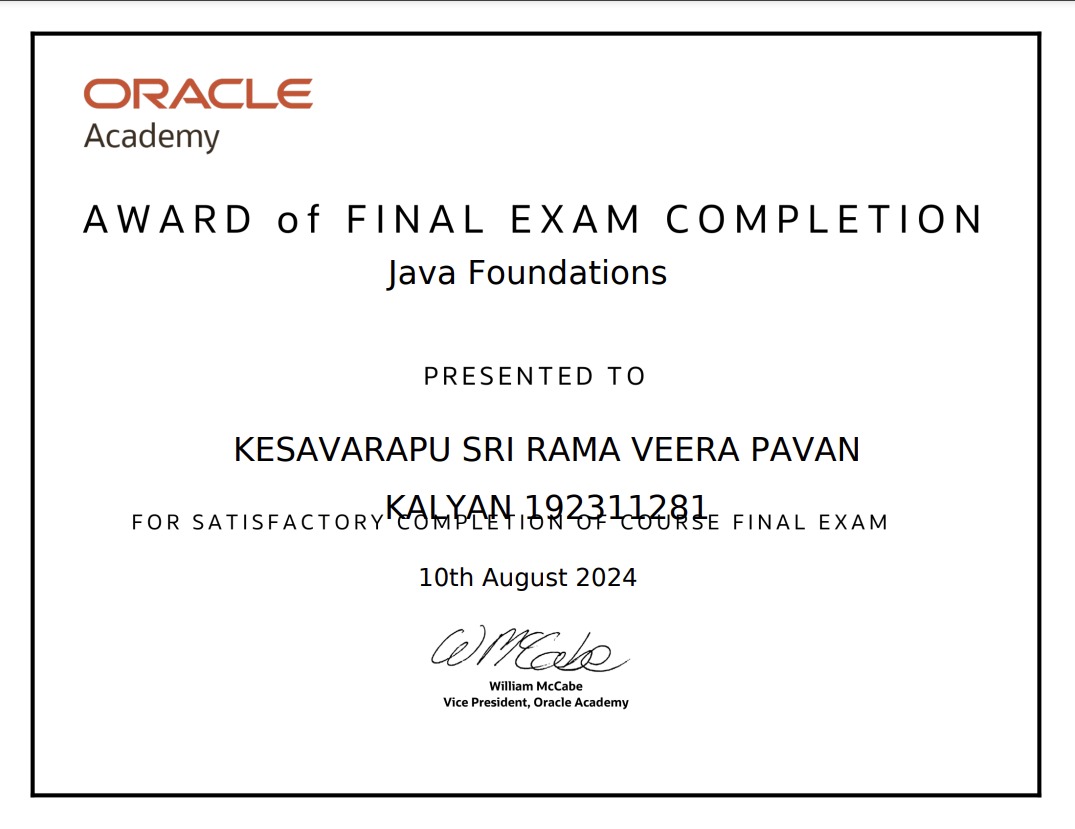 ORACLE
Academy
AWARD of FINAL EXAM COMPLETION
Java Foundations
PRESENTED TO
KESAVARAPU SRI RAMA VEERA PAVAN
KALYAN 192311281
FOR SATISFACTORY COMPLETION OF COURSE FINAL EXAM
10th August 2024
W McCabe
William McCabe
Vice President, Oracle Academy